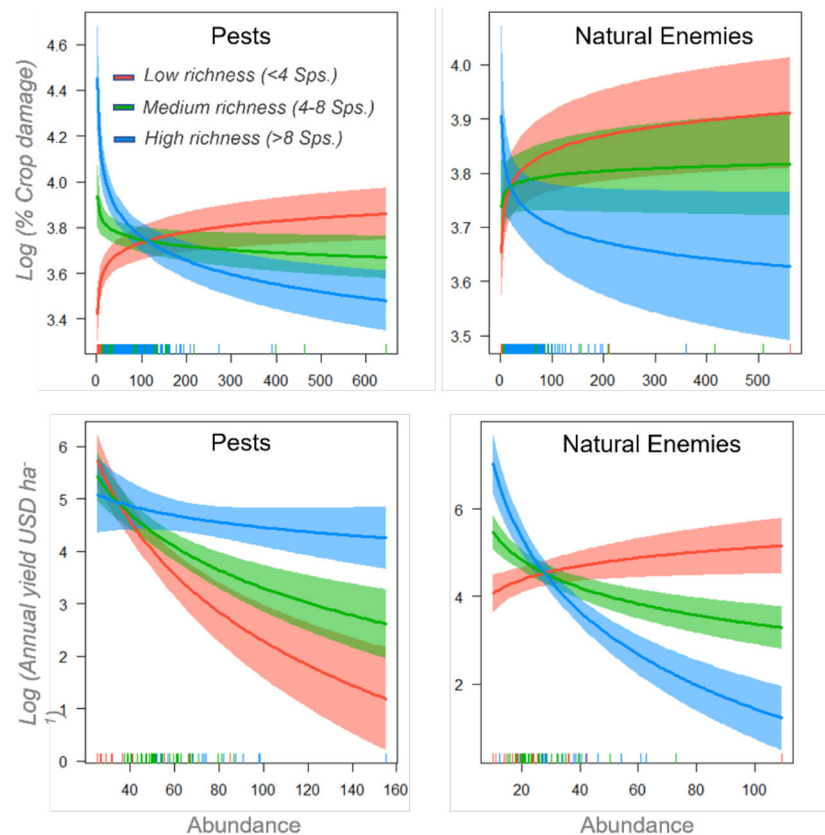 Pests
Natural Enemies
Low richness (<4 Sps.)
Medium richness (4-8 Sps.)
High richness (>8 Sps.)
Log (% Crop damage)
4.6
4.4
4.2
4.0
3.8
3.6
3.4
0 100 200 300 400 500 600
4.0
3.9
3.8
3.7
3.6
3.5
0 100 200 300 400 500
Pests
Natural Enemies
Log (Annual yield USD ha-
1)
6
5
4
3
2
1
0
40 60 80 100 120 140 160
6
4
2
20 40 60 80 100
Abundance
Abundance